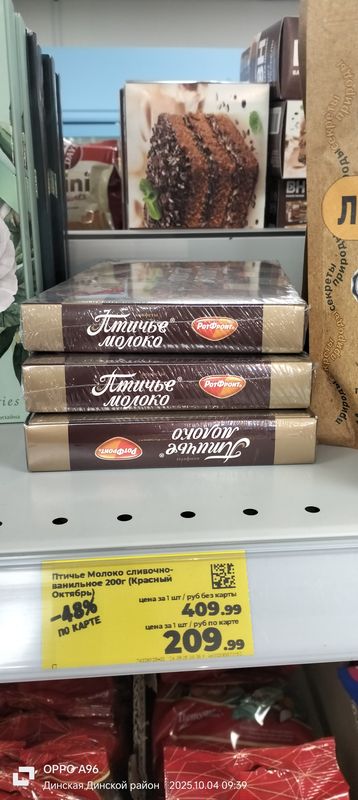 Птичье®
МОЛОКО
РотФронт®
Птичье®
МОЛОКО
РотФронт®
Птичье®
МОЛОКО
РотФронт®
секреты
природы
Птичье Молоко сливочно-
ванильное 200г (Красный
Октябрь)
-48%
ПО КАРТЕ
цена за 1 шт / руб без карты
409.99
цена за 1 шт / руб по карте
209.99
OPPO A96
Динская,Динской район | 2025.10.04 09:39